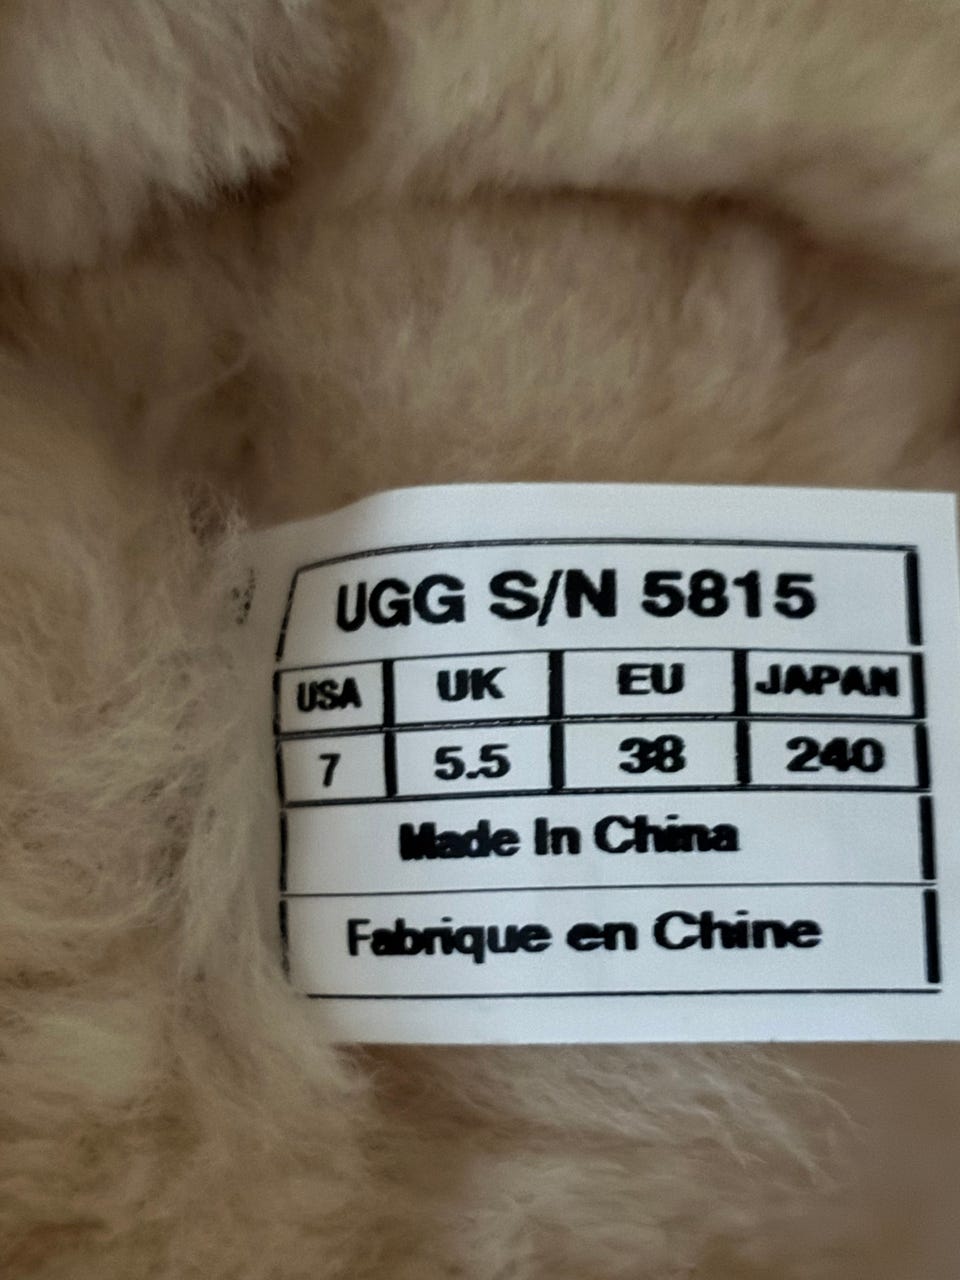 UGG S/N 5815
USA UK EU JAPAN
7 5.5 38 240
Made In China
Fabrique en Chine